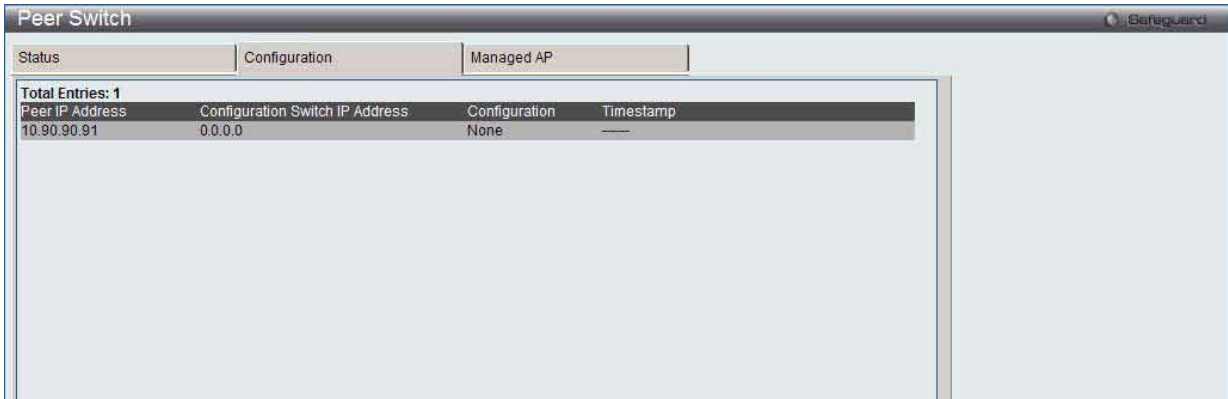 Peer Switch
Safeguard
Status Configuration Managed AP
Total Entries: 1
Peer IP Address Configuration Switch IP Address Configuration Timestamp
10.90.90.91 0.0.0.0 None -----